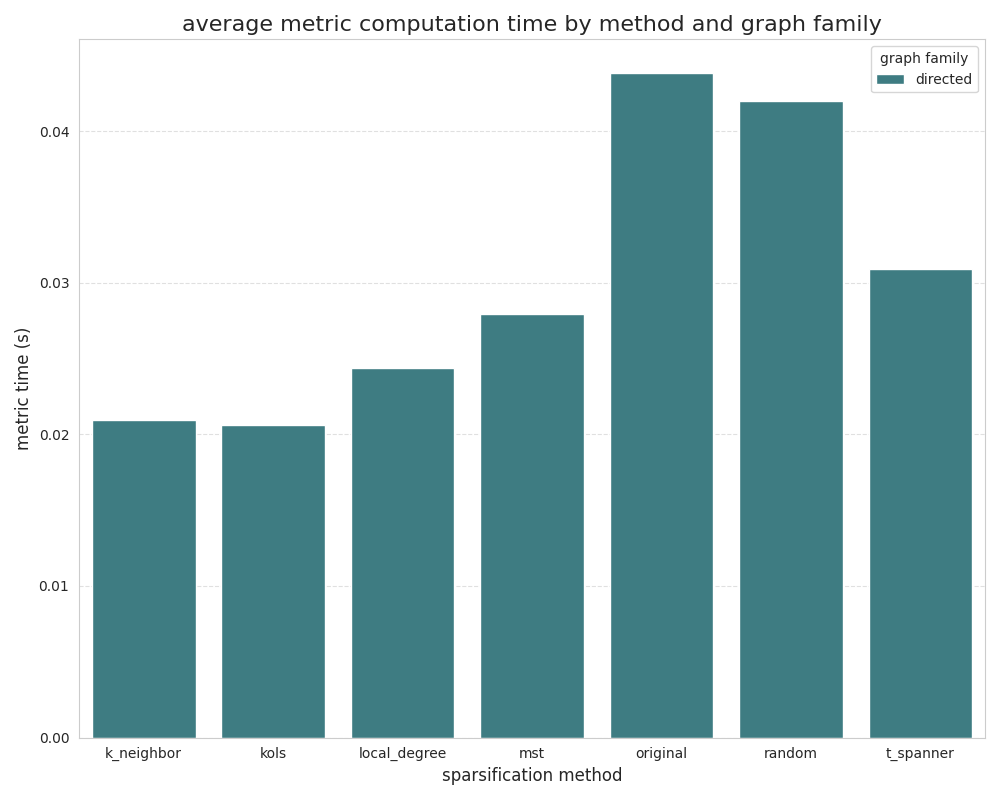 average metric computation time by method and graph family
graph family
directed
metric time (s)
0.04
0.03
0.02
0.01
0.00
k_neighbor
kols
local_degree
mst
original
random
t_spanner
sparsification method